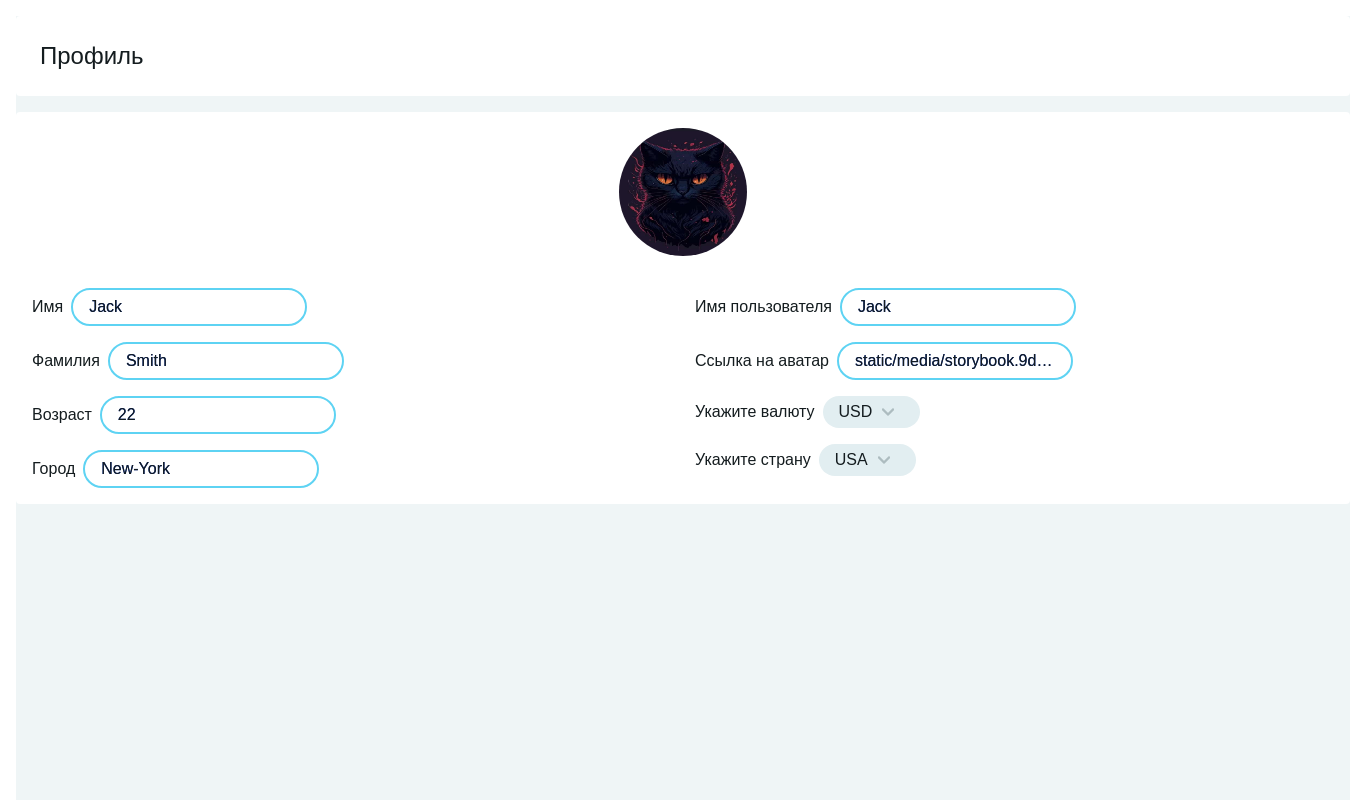 Профиль
Имя Jack
Фамилия Smith
Возраст 22
Город New-York
Имя пользователя Jack
Ссылка на аватар static/media/storybook.9d…
Укажите валюту USD
Укажите страну USA